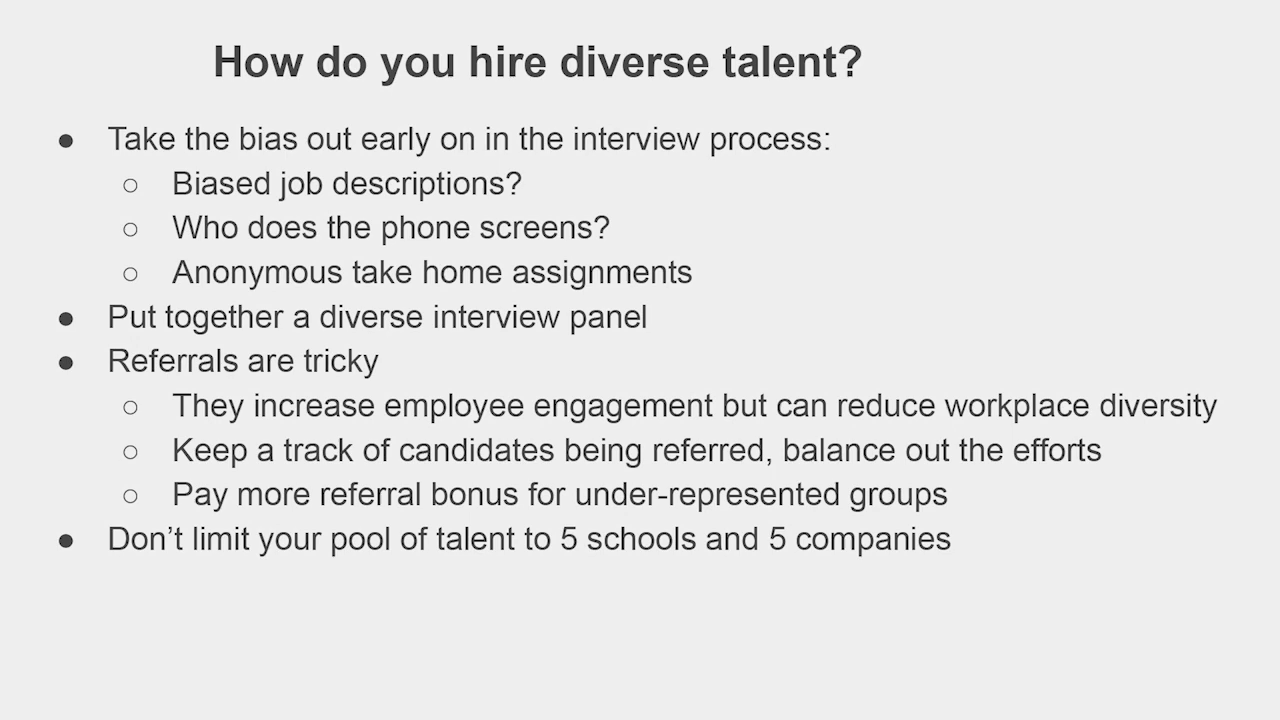 How do you hire diverse talent?
● Take the bias out early on in the interview process:
○ Biased job descriptions?
○ Who does the phone screens?
○ Anonymous take home assignments
● Put together a diverse interview panel
● Referrals are tricky
○ They increase employee engagement but can reduce workplace diversity
○ Keep a track of candidates being referred, balance out the efforts
○ Pay more referral bonus for under-represented groups
● Don’t limit your pool of talent to 5 schools and 5 companies